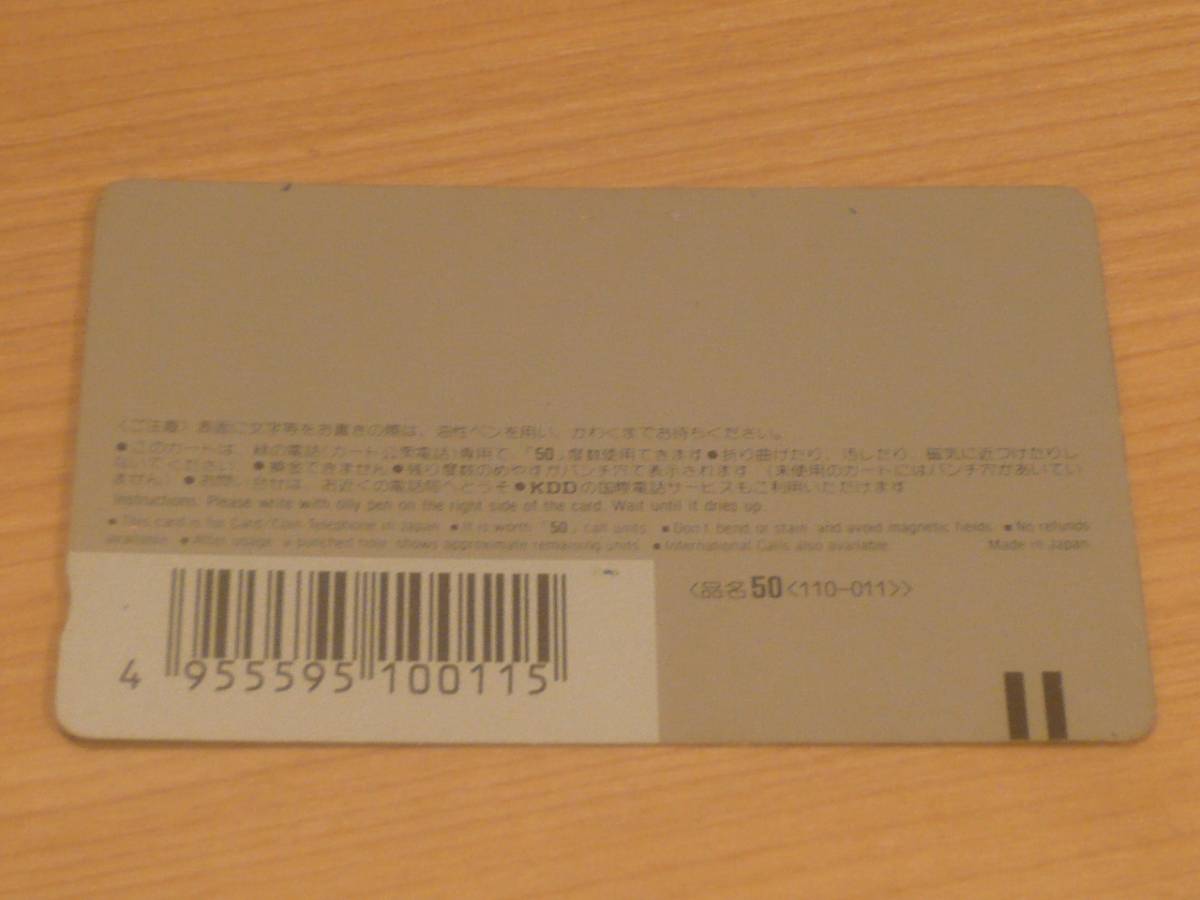 〈ご注意〉表面に文字等をお書きの際は、油性ペンを用い、かわくまでお待ちください。
●このカードは、緑の電話(カード公衆電話)専用で、「50」度数使用できます●折り曲げたり、汚したり、磁気に近づけたりし
ないでください ●換金できません●残り度数のめやすがパンチ穴で表示されます (未使用のカードにはパンチ穴があいてい
ません) ●お問い合せは、お近くの電話局へどうぞ●KDDの国際電話サービスもご利用いただけます
Instructions. Please write with oily pen on the right side of the card. Wait until it dries up.
●This card is for Card/Coin Telephone in Japan. ●It is worth 「50」 call units. ●Don't bend or stain and avoid magnetic fields. ●No refunds
available. ●After usage, a punched hole shows approximate remaining units. ●International Calls also available. Made in Japan
〈品名50<110-011>〉
4 955595 100115